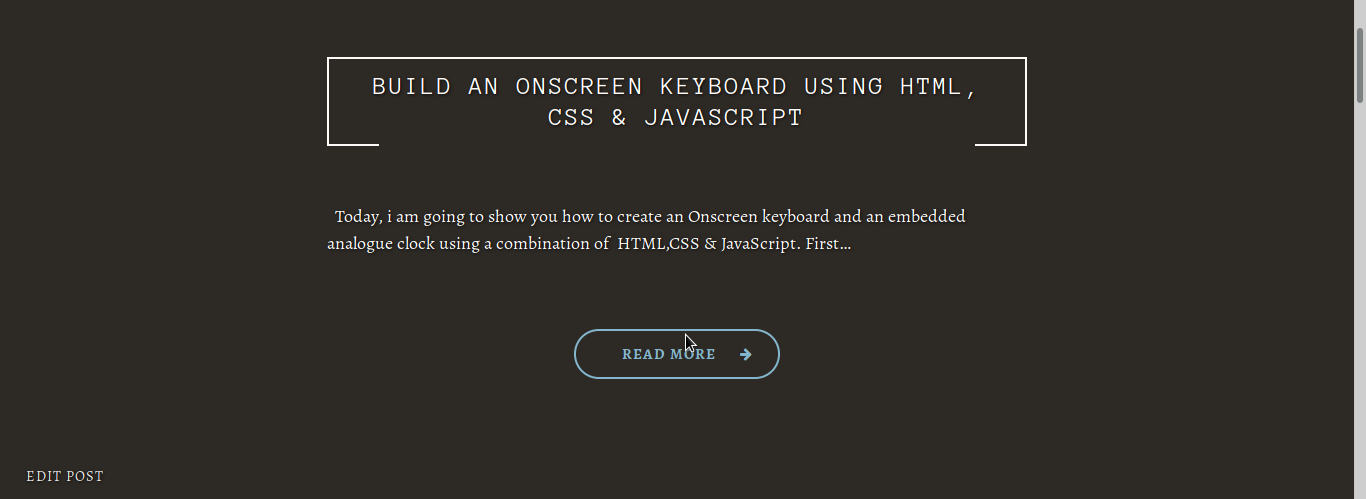 BUILD AN ONSCREEN KEYBOARD USING HTML,
CSS & JAVASCRIPT
Today, i am going to show you how to create an Onscreen keyboard and an embedded
analogue clock using a combination of  HTML,CSS & JavaScript. First…
READ MORE
EDIT POST